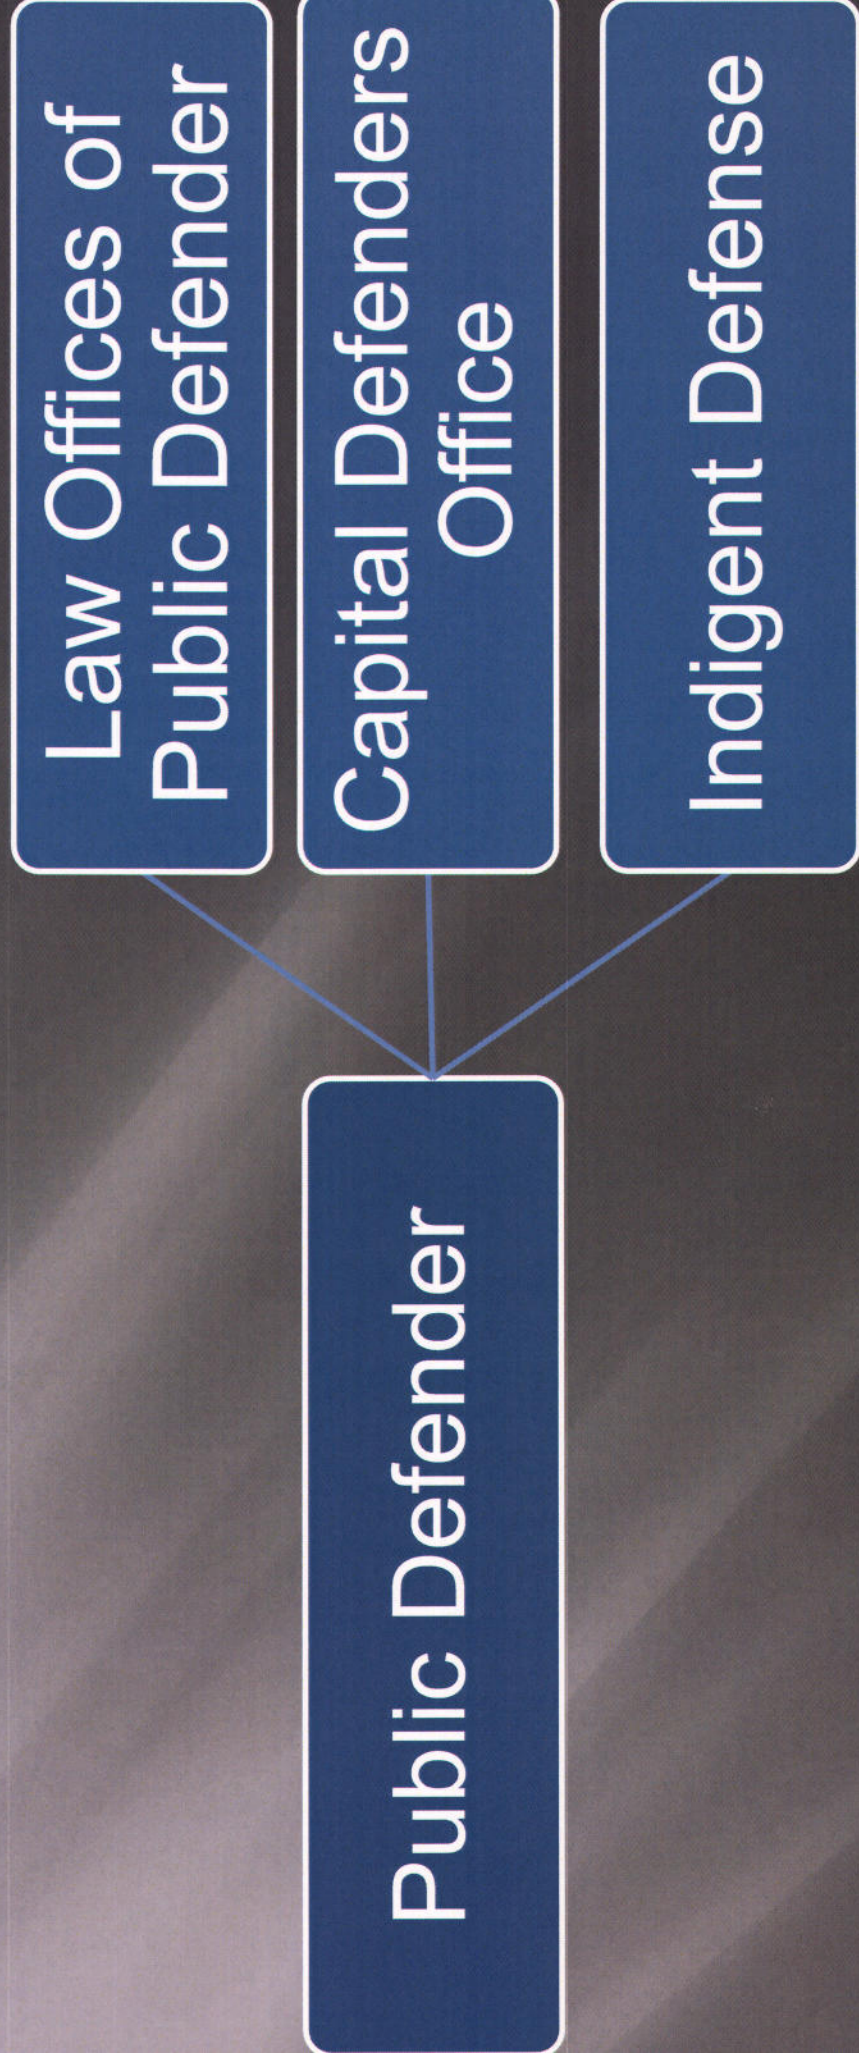 Public Defender
Law Offices of
Public Defender
Capital Defenders
Office
Indigent Defense